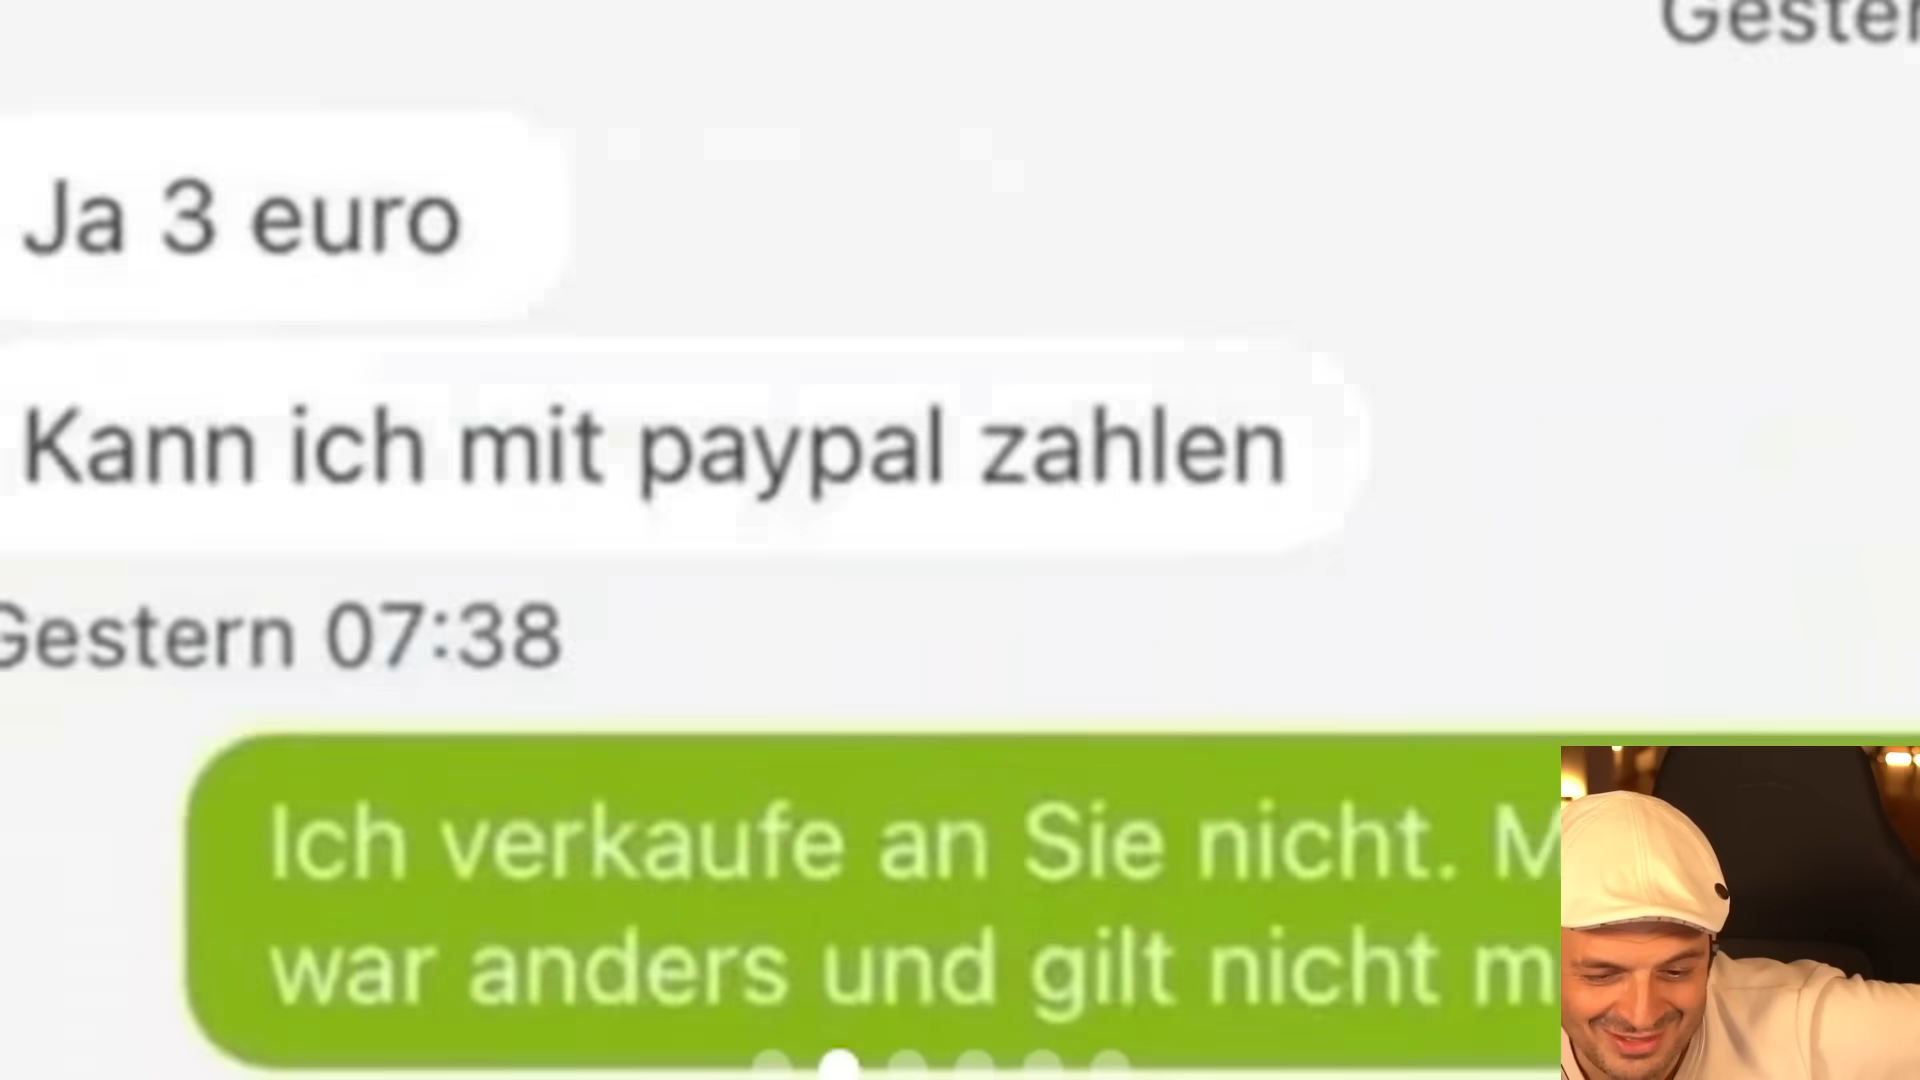 Ja 3 euro
Kann ich mit paypal zahlen
Gestern 07:38
Ich verkaufe an Sie nicht.
war anders und gilt nicht